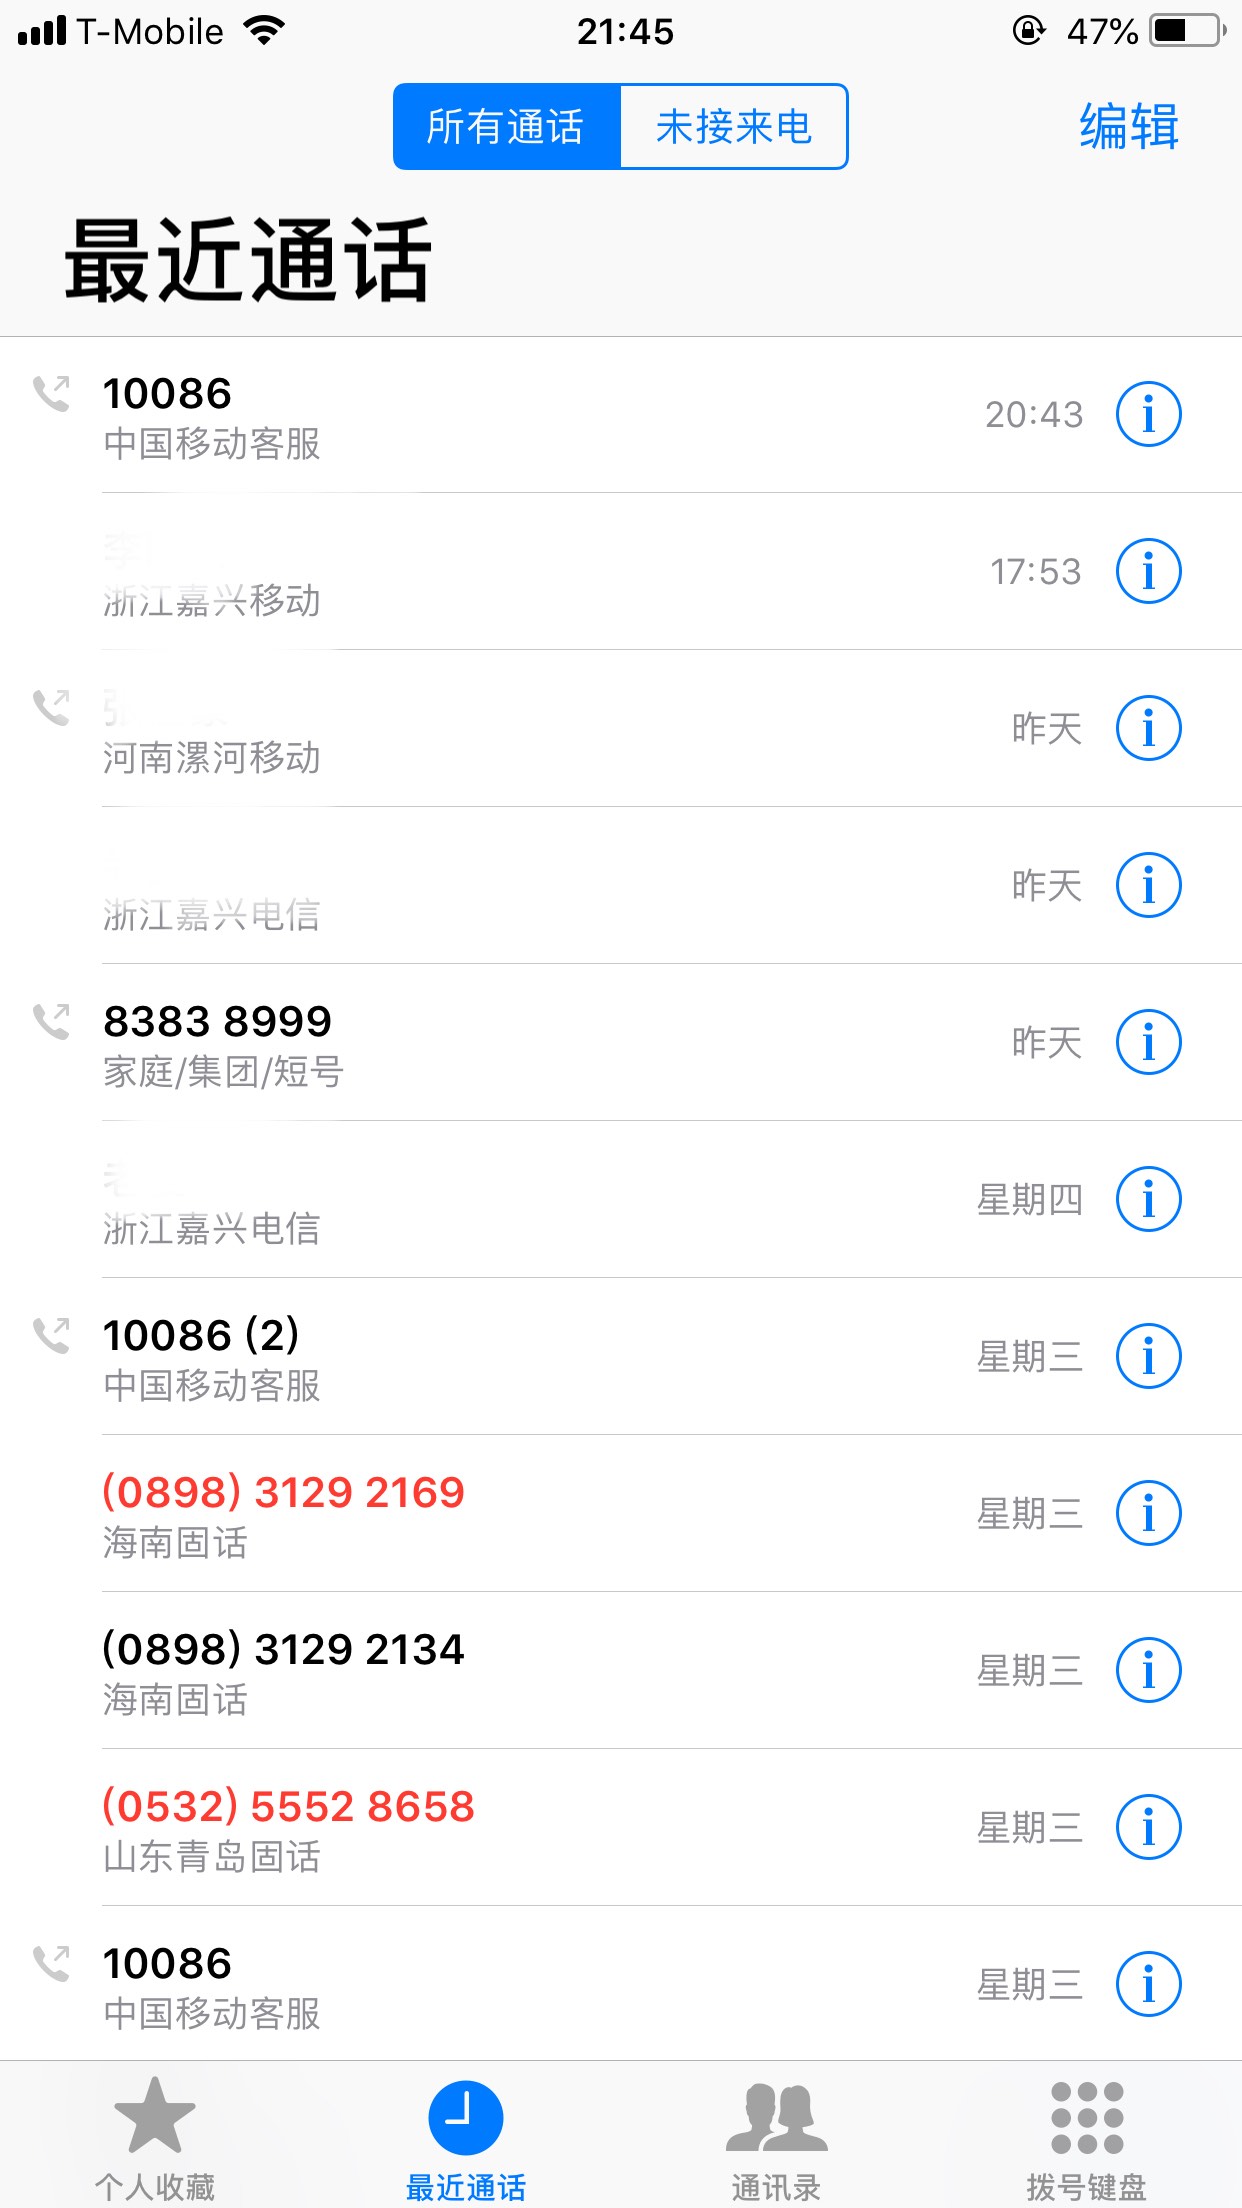 T-Mobile 21:45 47%
所有通话 未接来电 编辑
最近通话
10086
中国移动客服
20:43
浙江嘉兴移动
17:53
河南漯河移动
昨天
浙江嘉兴电信
昨天
8383 8999
家庭/集团/短号
昨天
浙江嘉兴电信
星期四
10086 (2)
中国移动客服
星期三
(0898) 3129 2169
海南固话
星期三
(0898) 3129 2134
海南固话
星期三
(0532) 5552 8658
山东青岛固话
星期三
10086
中国移动客服
星期三
个人收藏 最近通话 通讯录 拨号键盘